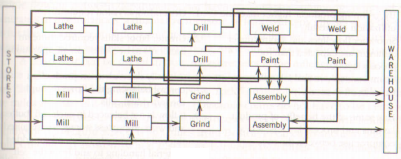 STORES
Lathe Lathe Drill Weld Weld
Lathe Lathe Drill Paint Paint
Mill Mill Grind Assembly
Mill Mill Grind Assembly
WAREHOUSE